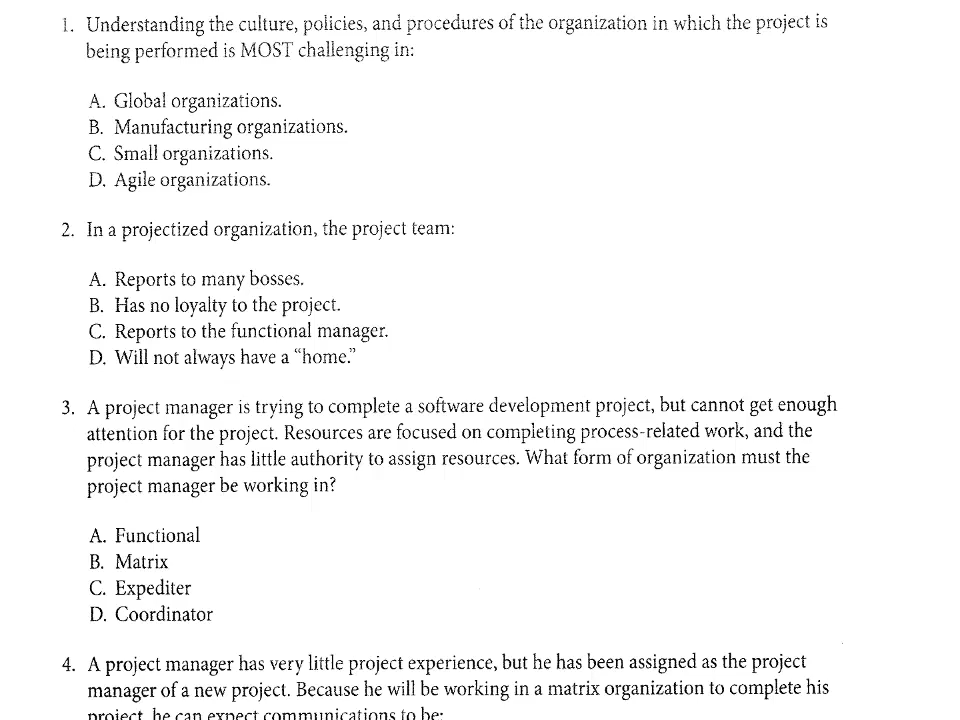 1. Understanding the culture, policies, and procedures of the organization in which the project is
being performed is MOST challenging in:
A. Global organizations.
B. Manufacturing organizations.
C. Small organizations.
D. Agile organizations.
2. In a projectized organization, the project team:
A. Reports to many bosses.
B. Has no loyalty to the project.
C. Reports to the functional manager.
D. Will not always have a “home.”
3. A project manager is trying to complete a software development project, but cannot get enough
attention for the project. Resources are focused on completing process-related work, and the
project manager has little authority to assign resources. What form of organization must the
project manager be working in?
A. Functional
B. Matrix
C. Expediter
D. Coordinator
4. A project manager has very little project experience, but he has been assigned as the project
manager of a new project. Because he will be working in a matrix organization to complete his
project, he can expect communications to be: